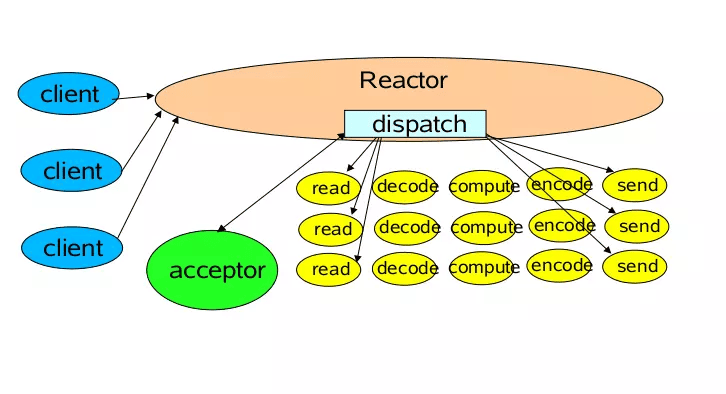 Reactor
client
dispatch
client
read decode compute encode send
read decode compute encode send
client
acceptor
read decode compute encode send